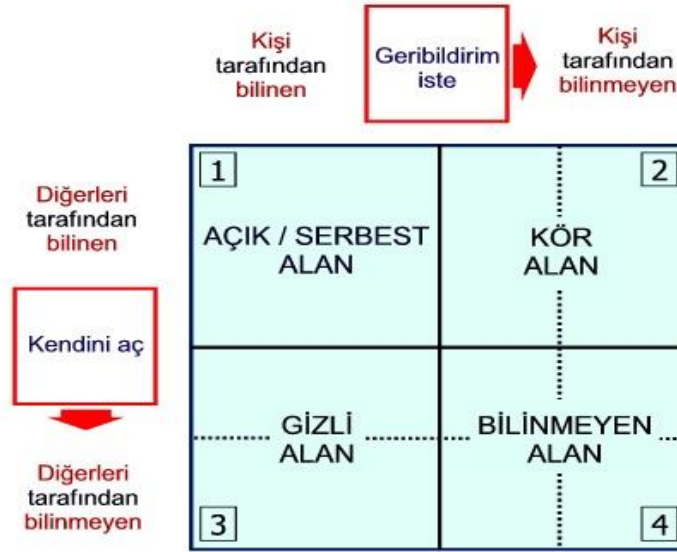 Kişi
tarafından
bilinen
Geribildirim
iste
Kişi
tarafından
bilinmeyen
Diğerleri
tarafından
bilinen
1
AÇIK / SERBEST
ALAN
2
KÖR
ALAN
Kendini aç
Diğerleri
tarafından
bilinmeyen
GİZLİ
ALAN
3
BİLİNMEYEN
ALAN
4